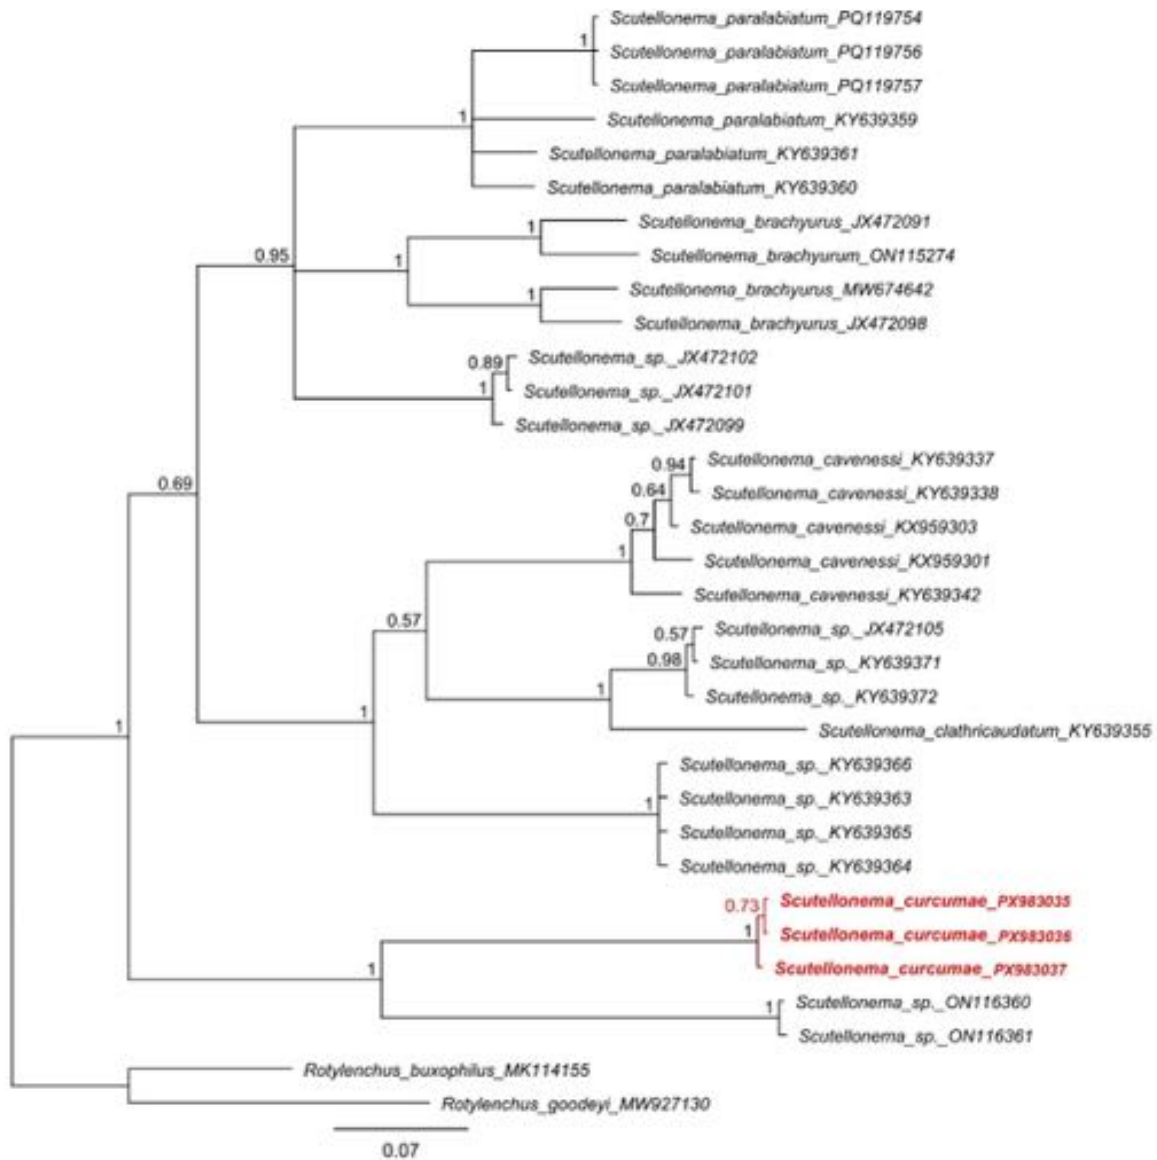 Scutellonema_paralabiatum_PQ119754
1
Scutellonema_paralabiatum_PQ119756
Scutellonema_paralabiatum_PQ119757
1
Scutellonema_paralabiatum_KY639359
Scutellonema_paralabiatum_KY639361
Scutellonema_paralabiatum_KY639360
Scutellonema_brachyurus_JX472091
1
0.95
Scutellonema_brachyurum_ON115274
1
Scutellonema_brachyurus_MW674642
1
Scutellonema_brachyurus_JX472098
Scutellonema_sp._JX472102
0.89
1
Scutellonema_sp._JX472101
Scutellonema_sp._JX472099
Scutellonema_cavenessi_KY639337
0.94
0.69
0.64
Scutellonema_cavenessi_KY639338
0.7
Scutellonema_cavenessi_KX959303
1
Scutellonema_cavenessi_KX959301
Scutellonema_cavenessi_KY639342
0.57
Scutellonema_sp._JX472105
0.57
0.98
Scutellonema_sp._KY639371
1
Scutellonema_sp._KY639372
1
1
Scutellonema_clathricaudatum_KY639355
Scutellonema_sp._KY639366
1
Scutellonema_sp._KY639363
Scutellonema_sp._KY639365
Scutellonema_sp._KY639364
0.73
Scutellonema_curcumae_PX983035
1
Scutellonema_curcumae_PX983036
1
Scutellonema_curcumae_PX983037
1
Scutellonema_sp._ON116360
Scutellonema_sp._ON116361
Rotylenchus_buxophilus_MK114155
Rotylenchus_goodeyi_MW927130
0.07